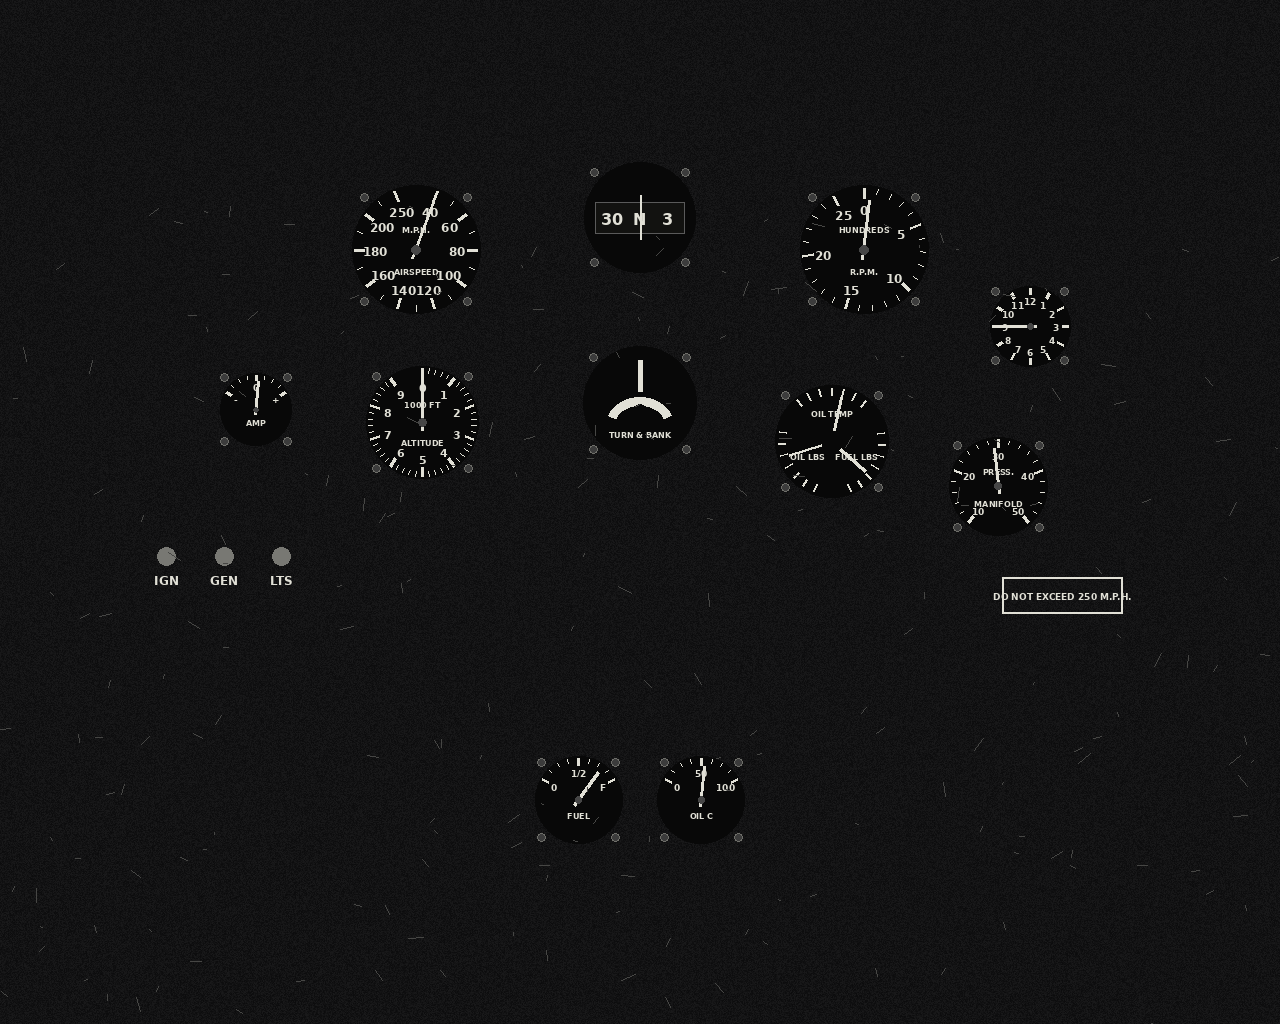 250 40
200 M.P.H. 60
180 80
160 AIRSPEED 100
140 120
30 N 3
0
25 HUNDREDS 5
20
R.P.M. 10
15
11 12 1
10 2
9 3
8 4
7 6 5
0
- +
AMP
0
9 1
1000 FT
8 2
7 3
ALTITUDE
6 4
5
TURN & BANK
OIL TEMP
OIL LBS FUEL LBS
30
PRESS.
20 40
MANIFOLD
10 50
IGN GEN LTS
DO NOT EXCEED 250 M.P.H.
1/2
0 F
FUEL
50
0 100
OIL C